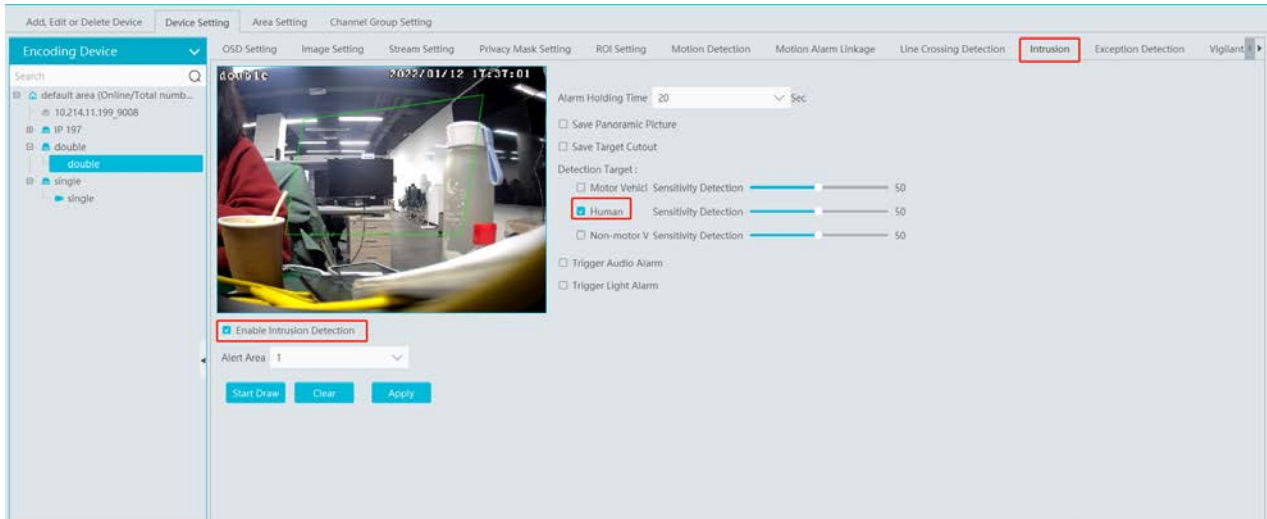 Add, Edit or Delete Device Device Setting Area Setting Channel Group Setting
Encoding Device
OSD Setting Image Setting Stream Setting Privacy Mask Setting ROI Setting Motion Detection Motion Alarm Linkage Line Crossing Detection Intrusion Exception Detection Vigilant
Search
default area (Online/Total numb...
10.214.11.199_9008
IP 197
double
double
single
single
double 2022/01/12 17:37:01
Alarm Holding Time 20 Sec
Save Panoramic Picture
Save Target Cutout
Detection Target :
Motor Vehicl Sensitivity Detection 50
Human Sensitivity Detection 50
Non-motor V Sensitivity Detection 50
Trigger Audio Alarm
Trigger Light Alarm
Enable Intrusion Detection
Alert Area 1
Start Draw Clear Apply